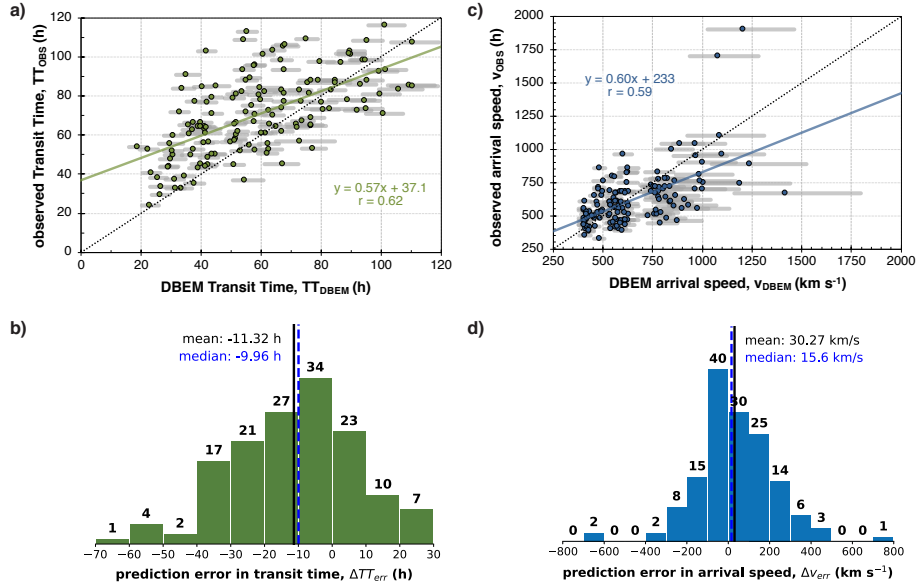 a)
120
100
80
60
40
20
0
observed Transit Time, TT_OBS (h)
y = 0.57x + 37.1
r = 0.62
0 20 40 60 80 100 120
DBEM Transit Time, TT_DBEM (h)
c)
2000
1750
1500
1250
1000
750
500
250
observed arrival speed, v_OBS (h)
y = 0.60x + 233
r = 0.59
250 500 750 1000 1250 1500 1750 2000
DBEM arrival speed, v_DBEM (km s⁻¹)
b)
mean: -11.32 h
median: -9.96 h
1 4 2 17 21 27 34 23 10 7
−70 −60 −50 −40 −30 −20 −10 0 10 20 30
prediction error in transit time, ΔTT_err (h)
d)
mean: 30.27 km/s
median: 15.6 km/s
0 2 0 0 2 8 15 40 30 25 14 6 3 0 0 1
−800 −600 −400 −200 0 200 400 600 800
prediction error in arrival speed, Δv_err (km s⁻¹)